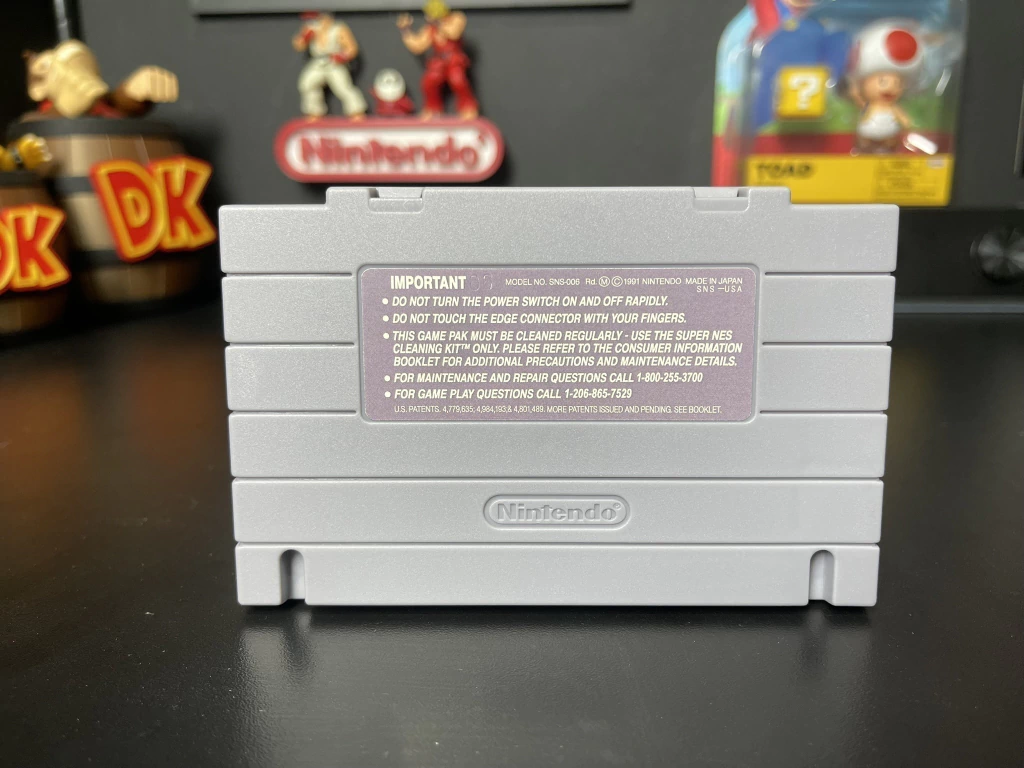 Nintendo
DK
DK
?
TOAD
IMPORTANT MODEL NO. SNS-006 Rd. Ⓜ ©1991 NINTENDO MADE IN JAPAN
SNS-USA
• DO NOT TURN THE POWER SWITCH ON AND OFF RAPIDLY.
• DO NOT TOUCH THE EDGE CONNECTOR WITH YOUR FINGERS.
• THIS GAME PAK MUST BE CLEANED REGULARLY - USE THE SUPER NES
CLEANING KIT™ ONLY. PLEASE REFER TO THE CONSUMER INFORMATION
BOOKLET FOR ADDITIONAL PRECAUTIONS AND MAINTENANCE DETAILS.
• FOR MAINTENANCE AND REPAIR QUESTIONS CALL 1-800-255-3700
• FOR GAME PLAY QUESTIONS CALL 1-206-865-7529
U.S. PATENTS. 4,779,635; 4,984,193;& 4,801,489. MORE PATENTS ISSUED AND PENDING. SEE BOOKLET.
Nintendo®